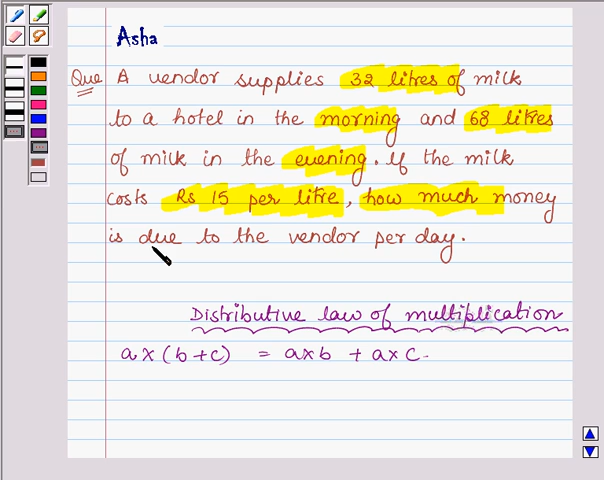 Asha
Que A vendor supplies 32 litres of milk
to a hotel in the morning and 68 litres
of milk in the evening. If the milk
costs Rs 15 per litre, how much money
is due to the vendor per day.
Distributive law of multiplication
a×(b+c) = a×b + a×c.